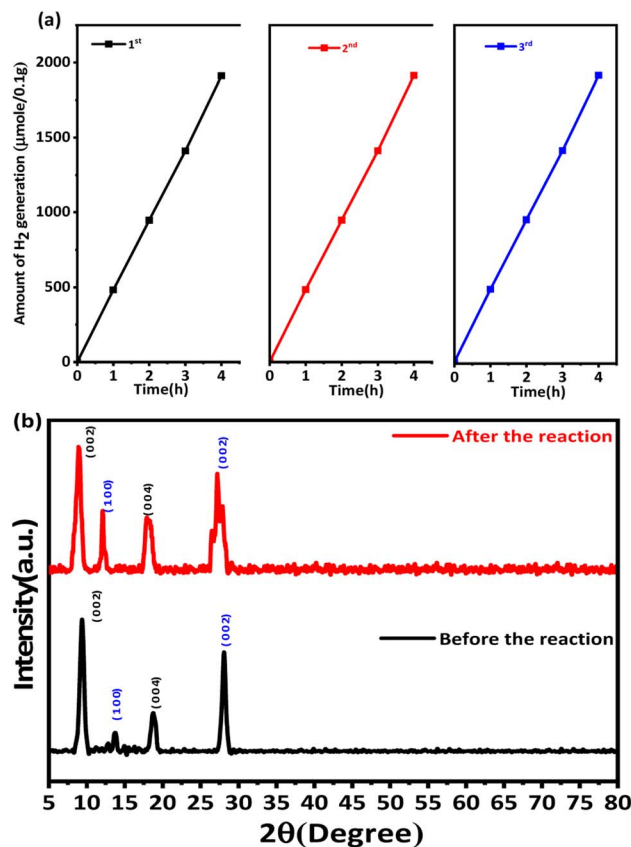 (a)
1st
2nd
3rd
Amount of H2 generation (μmole/0.1g)
2000
1500
1000
500
0
0 1 2 3 4
0 1 2 3 4
0 1 2 3 4
Time(h)
Time(h)
Time(h)
(b)
After the reaction
(002)
(100)
(004)
(002)
Before the reaction
(002)
(100)
(004)
(002)
Intensity(a.u.)
5 10 15 20 25 30 35 40 45 50 55 60 65 70 75 80
2θ(Degree)